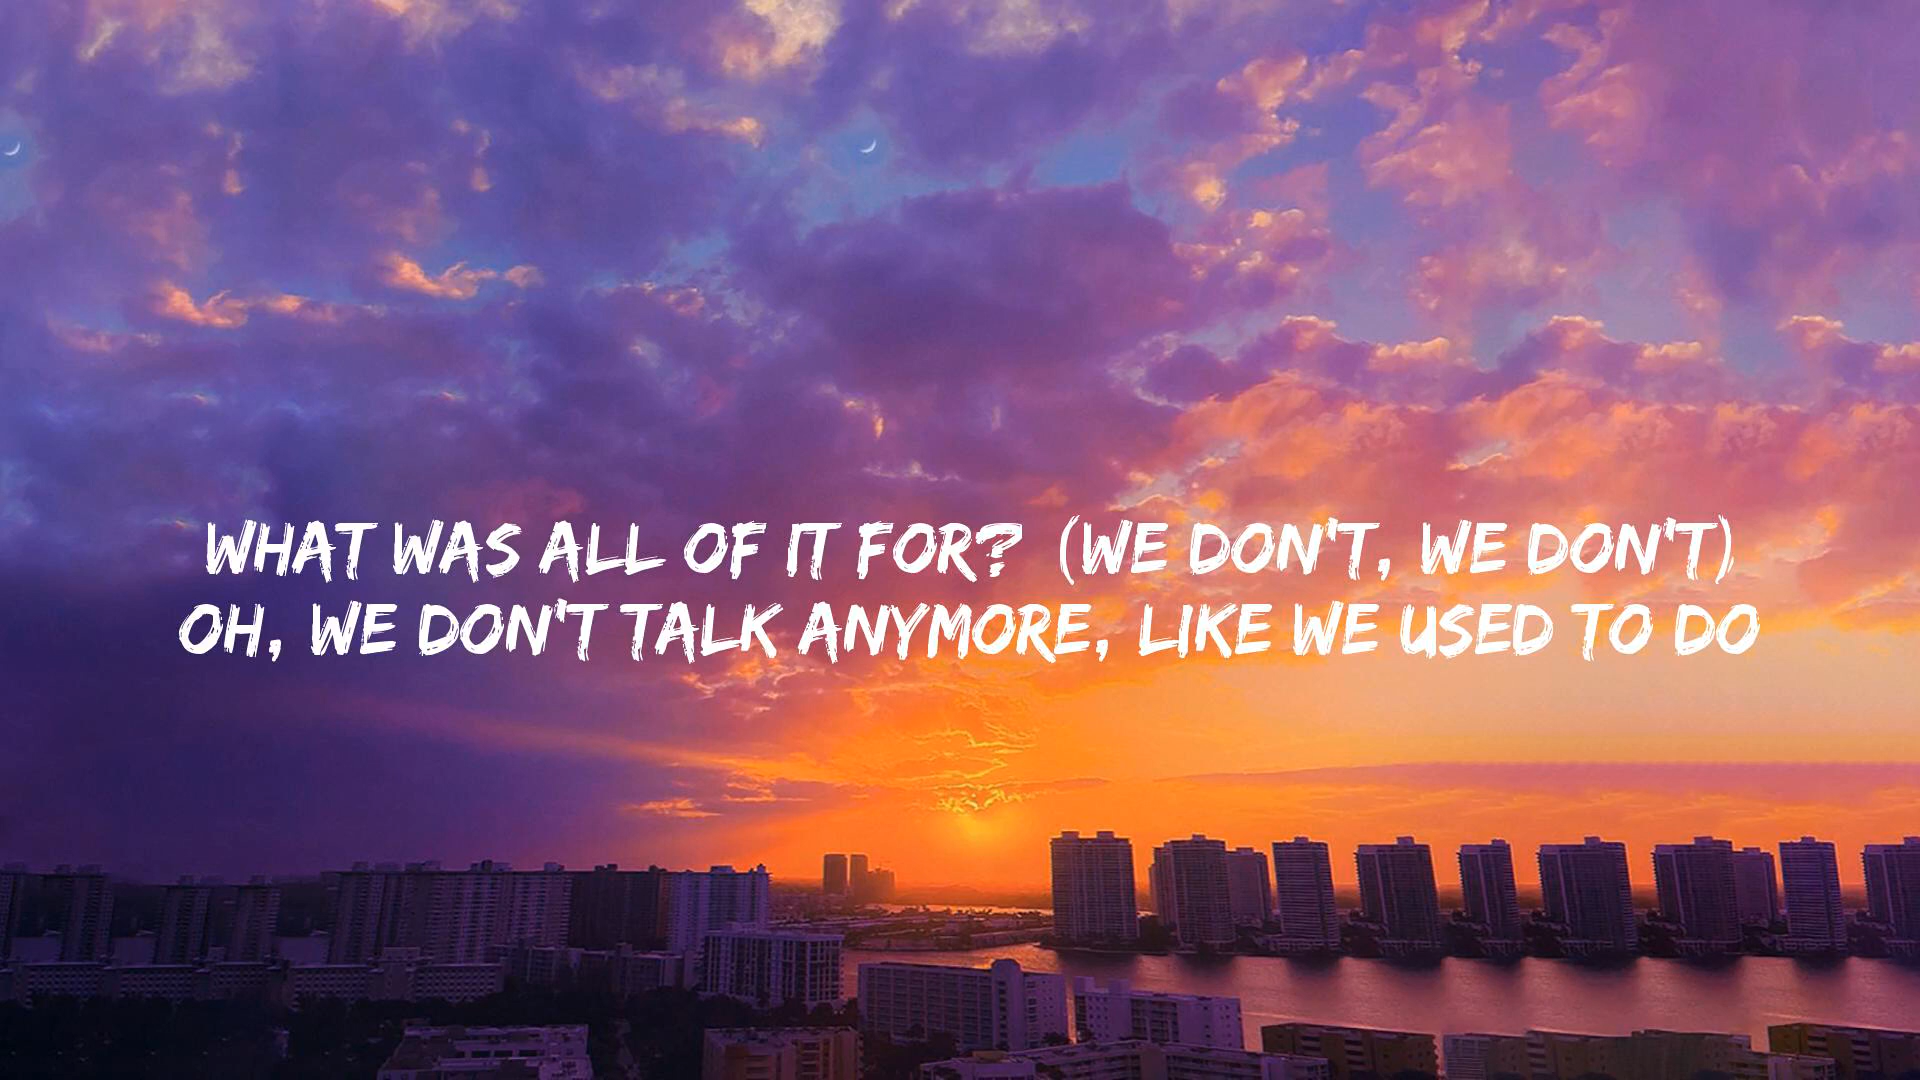 WHAT WAS ALL OF IT FOR? (WE DON'T, WE DON'T)
OH, WE DON'T TALK ANYMORE, LIKE WE USED TO DO